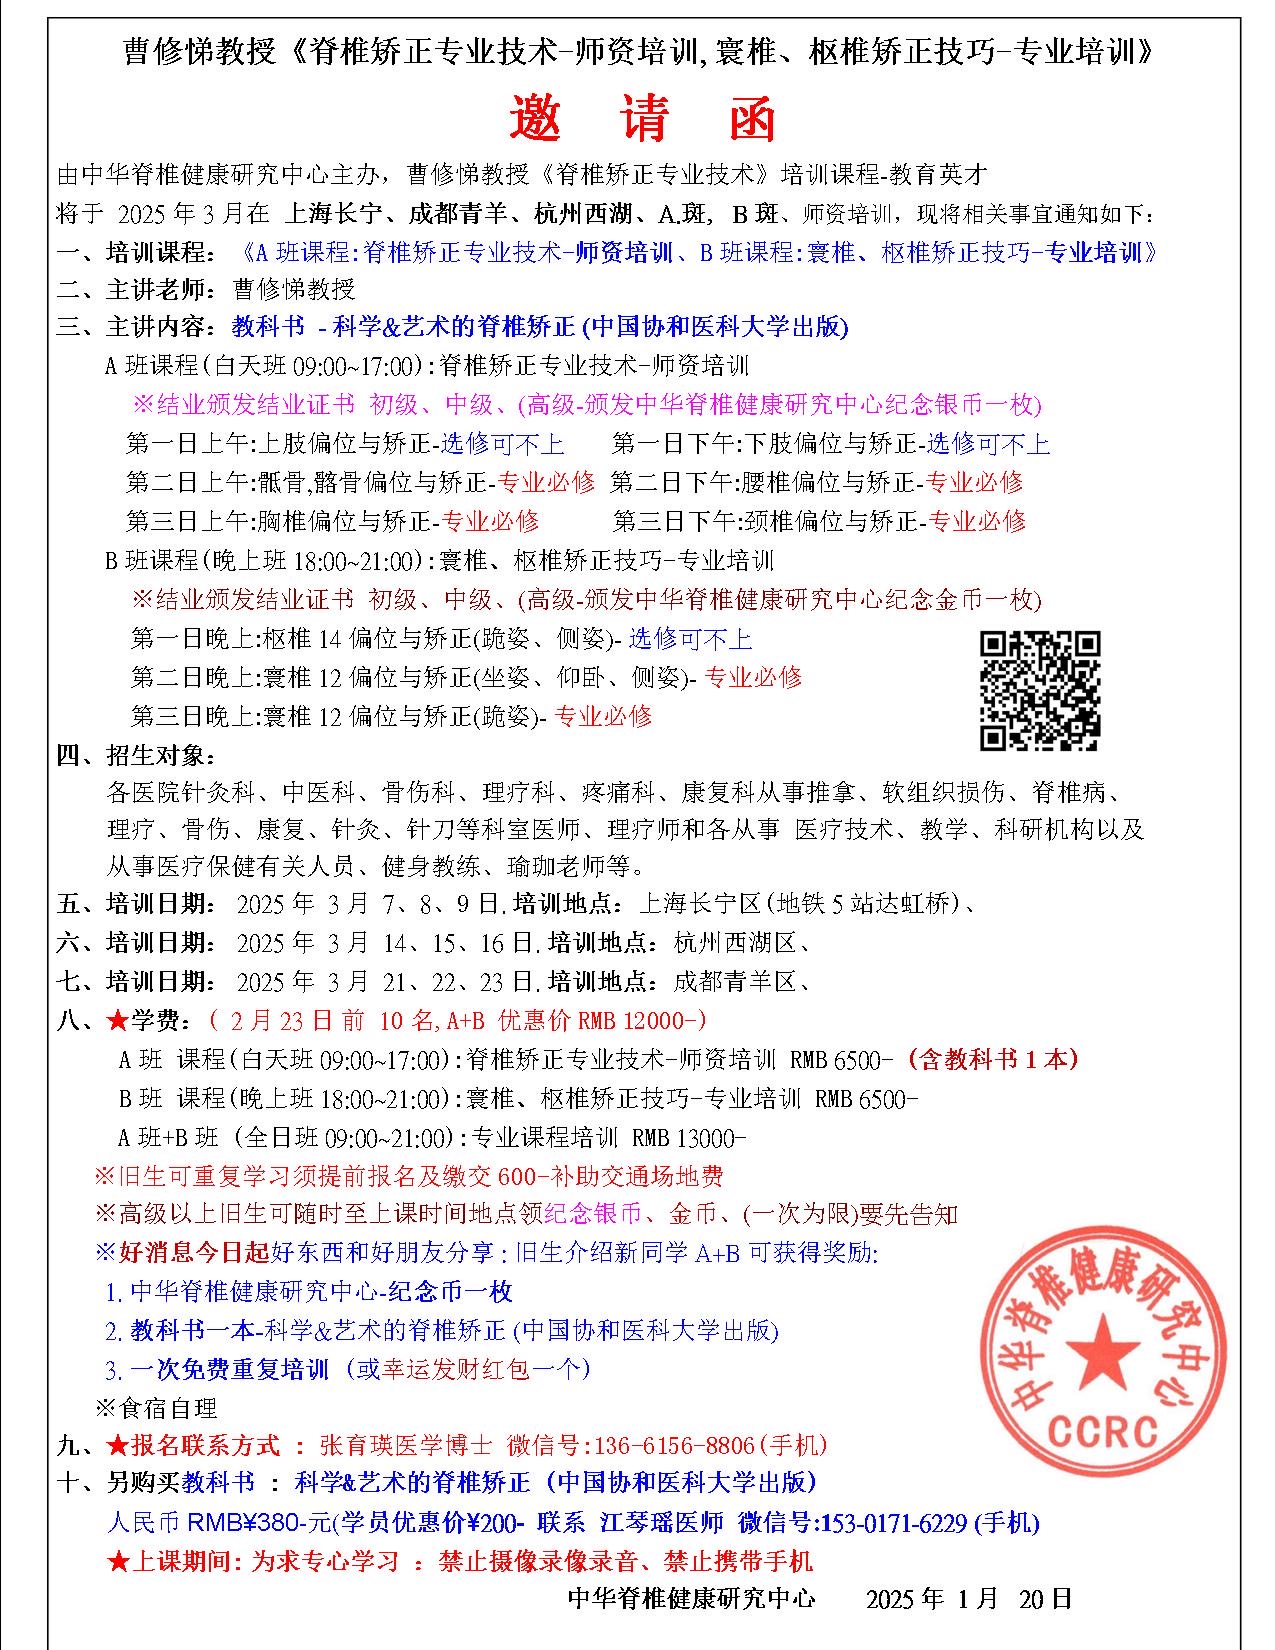 曹修悌教授《脊椎矫正专业技术-师资培训,寰椎、枢椎矫正技巧-专业培训》
邀 请 函
由中华脊椎健康研究中心主办，曹修悌教授《脊椎矫正专业技术》培训课程-教育英才
将于 2025 年 3 月在 上海长宁、成都青羊、杭州西湖、A.斑， B 斑、师资培训，现将相关事宜通知如下：
一、培训课程：《A 班课程:脊椎矫正专业技术-师资培训、B 班课程:寰椎、枢椎矫正技巧-专业培训》
二、主讲老师：曹修悌教授
三、主讲内容：教科书 - 科学&艺术的脊椎矫正 (中国协和医科大学出版)
A 班课程(白天班 09:00~17:00):脊椎矫正专业技术-师资培训
※结业颁发结业证书 初级、中级、(高级-颁发中华脊椎健康研究中心纪念银币一枚)
第一日上午:上肢偏位与矫正-选修可不上 第一日下午:下肢偏位与矫正-选修可不上
第二日上午:骶骨,髂骨偏位与矫正-专业必修 第二日下午:腰椎偏位与矫正-专业必修
第三日上午:胸椎偏位与矫正-专业必修 第三日下午:颈椎偏位与矫正-专业必修
B 班课程(晚上班 18:00~21:00):寰椎、枢椎矫正技巧-专业培训
※结业颁发结业证书 初级、中级、(高级-颁发中华脊椎健康研究中心纪念金币一枚)
第一日晚上:枢椎 14 偏位与矫正(跪姿、侧姿)- 选修可不上
第二日晚上:寰椎 12 偏位与矫正(坐姿、仰卧、侧姿)- 专业必修
第三日晚上:寰椎 12 偏位与矫正(跪姿)- 专业必修
四、招生对象：
各医院针灸科、中医科、骨伤科、理疗科、疼痛科、康复科从事推拿、软组织损伤、脊椎病、
理疗、骨伤、康复、针灸、针刀等科室医师、理疗师和各从事 医疗技术、教学、科研机构以及
从事医疗保健有关人员、健身教练、瑜珈老师等。
五、培训日期： 2025 年 3 月 7、8、9 日.培训地点：上海长宁区(地铁 5 站达虹桥)、
六、培训日期： 2025 年 3 月 14、15、16 日.培训地点：杭州西湖区、
七、培训日期： 2025 年 3 月 21、22、23 日.培训地点：成都青羊区、
八、★学费：( 2 月 23 日 前 10 名,A+B 优惠价 RMB 12000-)
A 班 课程(白天班 09:00~17:00):脊椎矫正专业技术-师资培训 RMB 6500-（含教科书 1 本）
B 班 课程(晚上班 18:00~21:00):寰椎、枢椎矫正技巧-专业培训 RMB 6500-
A 班+B 班 (全日班 09:00~21:00):专业课程培训 RMB 13000-
※旧生可重复学习须提前报名及缴交 600-补助交通场地费
※高级以上旧生可随时至上课时间地点领纪念银币、金币、(一次为限)要先告知
※好消息今日起好东西和好朋友分享：旧生介绍新同学 A+B 可获得奖励:
1. 中华脊椎健康研究中心-纪念币一枚
2. 教科书一本-科学&艺术的脊椎矫正 (中国协和医科大学出版)
3. 一次免费重复培训（或幸运发财红包一个）
※食宿自理
中华脊椎健康研究中心
CCRC
九、★报名联系方式 ： 张育瑛医学博士 微信号:136-6156-8806(手机)
十、另购买教科书 ： 科学&艺术的脊椎矫正（中国协和医科大学出版）
人民币 RMB¥380-元(学员优惠价¥200- 联系 江琴瑶医师 微信号:153-0171-6229 (手机)
★上课期间：为求专心学习 ：禁止摄像录像录音、禁止携带手机
中华脊椎健康研究中心 2025 年 1 月 20 日